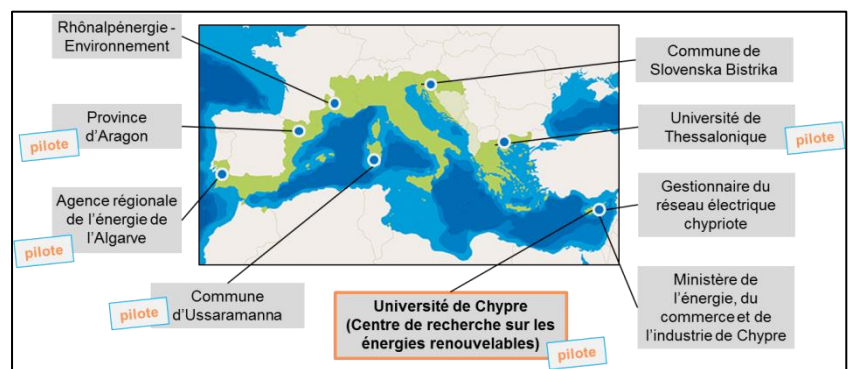 Rhônalpénergie -
Environnement
Commune de
Slovenska Bistrika
Province
d'Aragon
pilote
Université de
Thessalonique
pilote
Agence régionale
de l'énergie de
l'Algarve
pilote
Gestionnaire du
réseau électrique
chypriote
Commune
d'Ussaramanna
pilote
Université de Chypre
(Centre de recherche sur les
énergies renouvelables)
pilote
Ministère de
l'énergie, du
commerce et de
l'industrie de Chypre